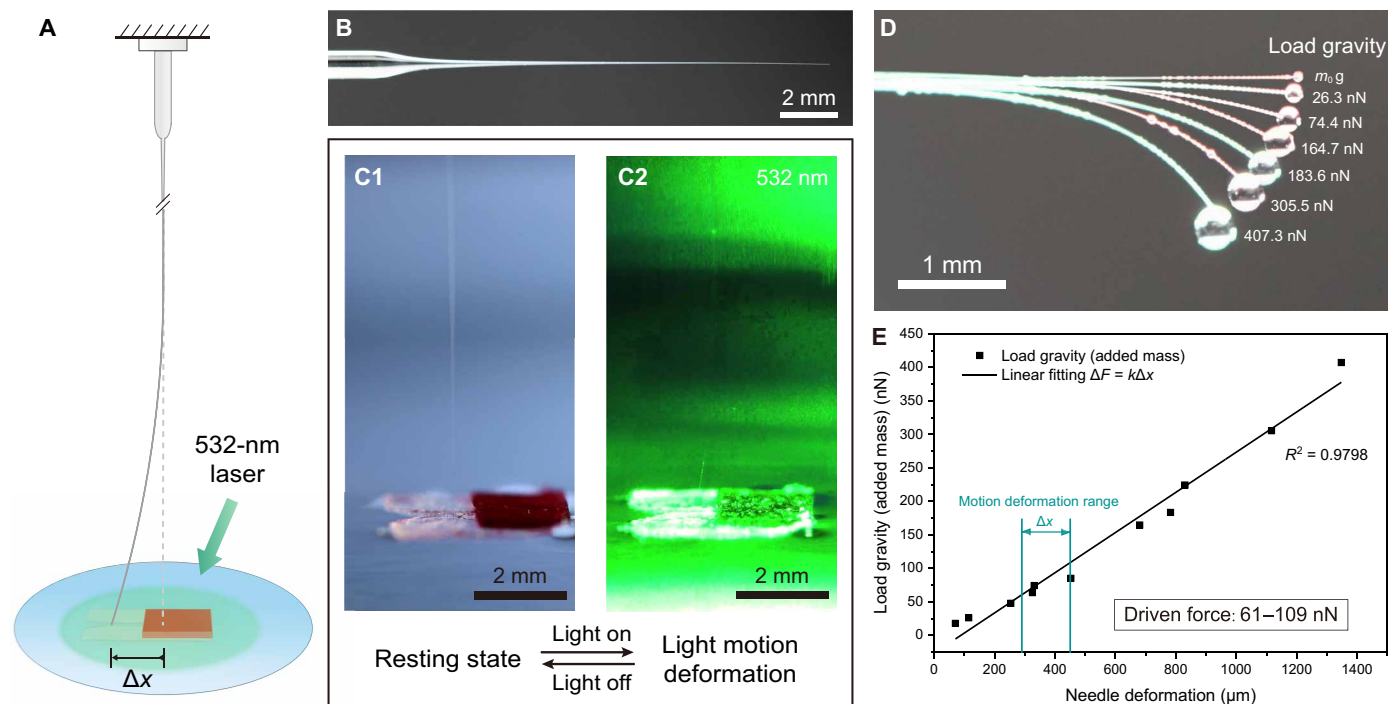 A
532-nm
laser
Δx
B
2 mm
C1
2 mm
C2
532 nm
2 mm
Resting state
Light on
Light off
Light motion
deformation
D
Load gravity
m₀ g
26.3 nN
74.4 nN
164.7 nN
183.6 nN
305.5 nN
407.3 nN
1 mm
E
Load gravity (added mass) (nN)
450
400
350
300
250
200
150
100
50
0
Load gravity (added mass)
Linear fitting ΔF = kΔx
R² = 0.9798
Motion deformation range
Δx
Driven force: 61–109 nN
0 200 400 600 800 1000 1200 1400
Needle deformation (μm)